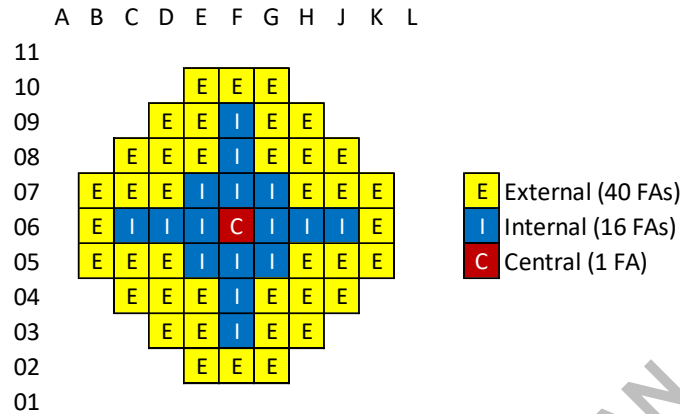 A B C D E F G H J K L
11
10 E E E
09 E E I E E
08 E E E I E E E
07 E E E I I I E E E E External (40 FAs)
06 E I I I C I I I E I Internal (16 FAs)
05 E E E I I I E E E C Central (1 FA)
04 E E E I E E E
03 E E I E E
02 E E E
01
AN